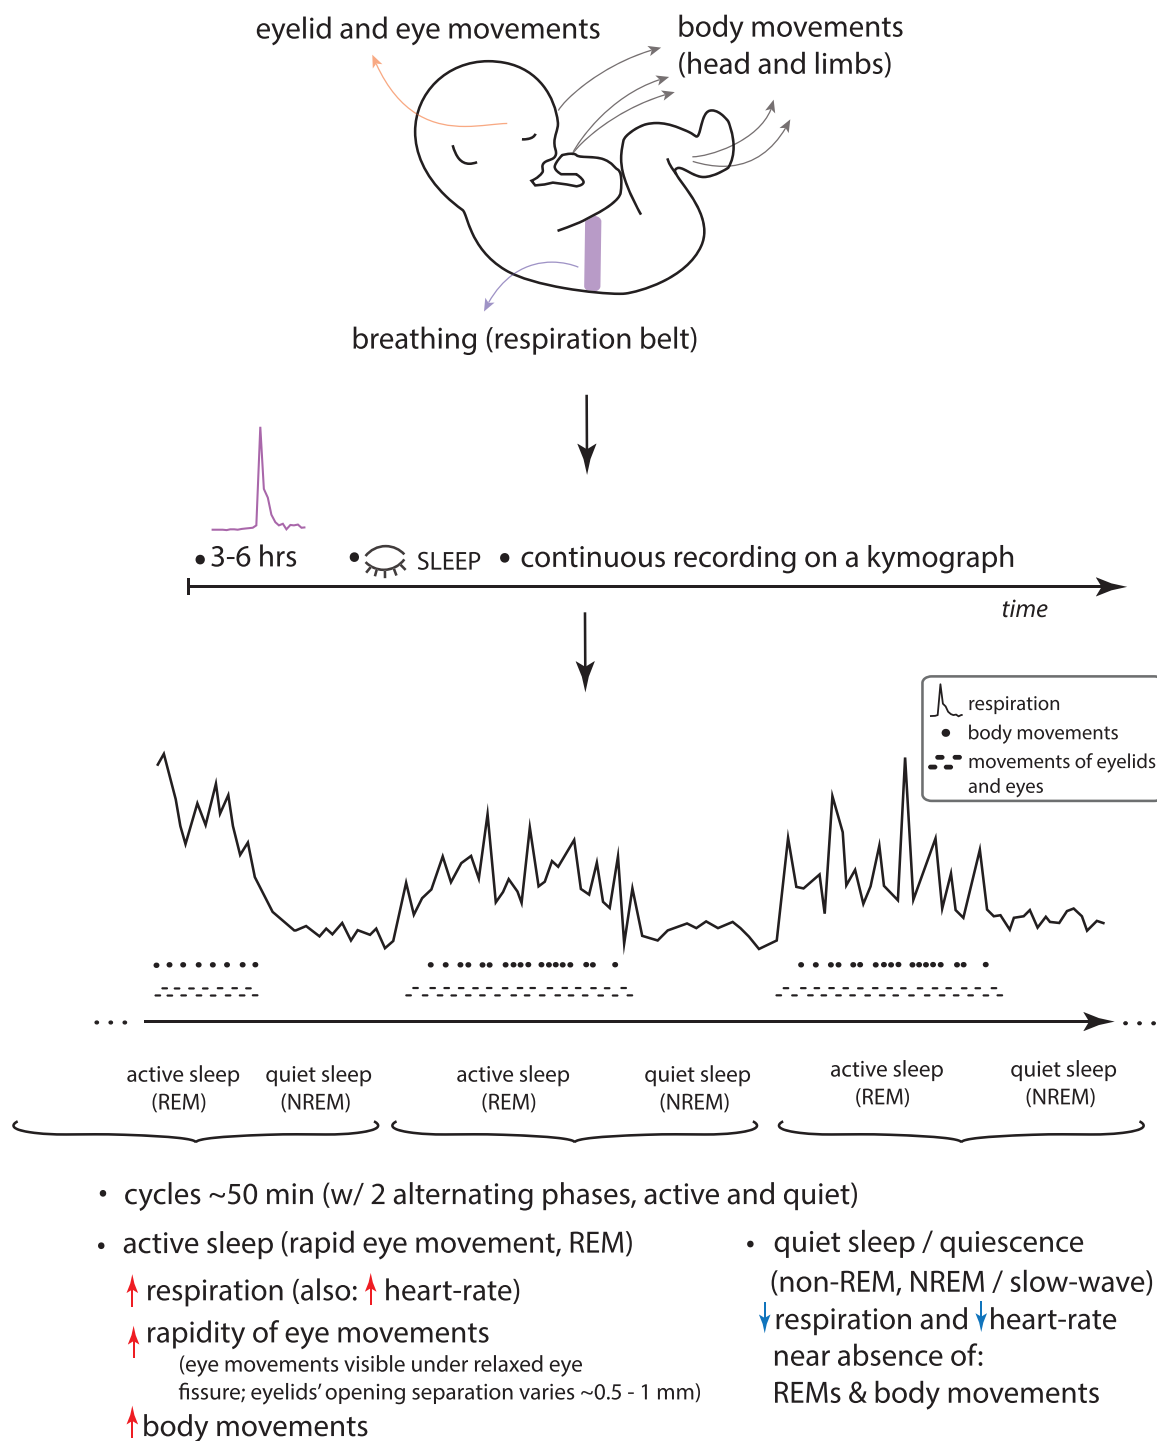 eyelid and eye movements
body movements
(head and limbs)
breathing (respiration belt)
• 3-6 hrs
• SLEEP
• continuous recording on a kymograph
time
respiration
body movements
movements of eyelids
and eyes
. . .
. . .
active sleep
(REM)
quiet sleep
(NREM)
active sleep
(REM)
quiet sleep
(NREM)
active sleep
(REM)
quiet sleep
(NREM)
• cycles ~50 min (w/ 2 alternating phases, active and quiet)
• active sleep (rapid eye movement, REM)
respiration (also: heart-rate)
rapidity of eye movements
(eye movements visible under relaxed eye
fissure; eyelids' opening separation varies ~0.5 - 1 mm)
body movements
• quiet sleep / quiescence
(non-REM, NREM / slow-wave)
respiration and heart-rate
near absence of:
REMs & body movements